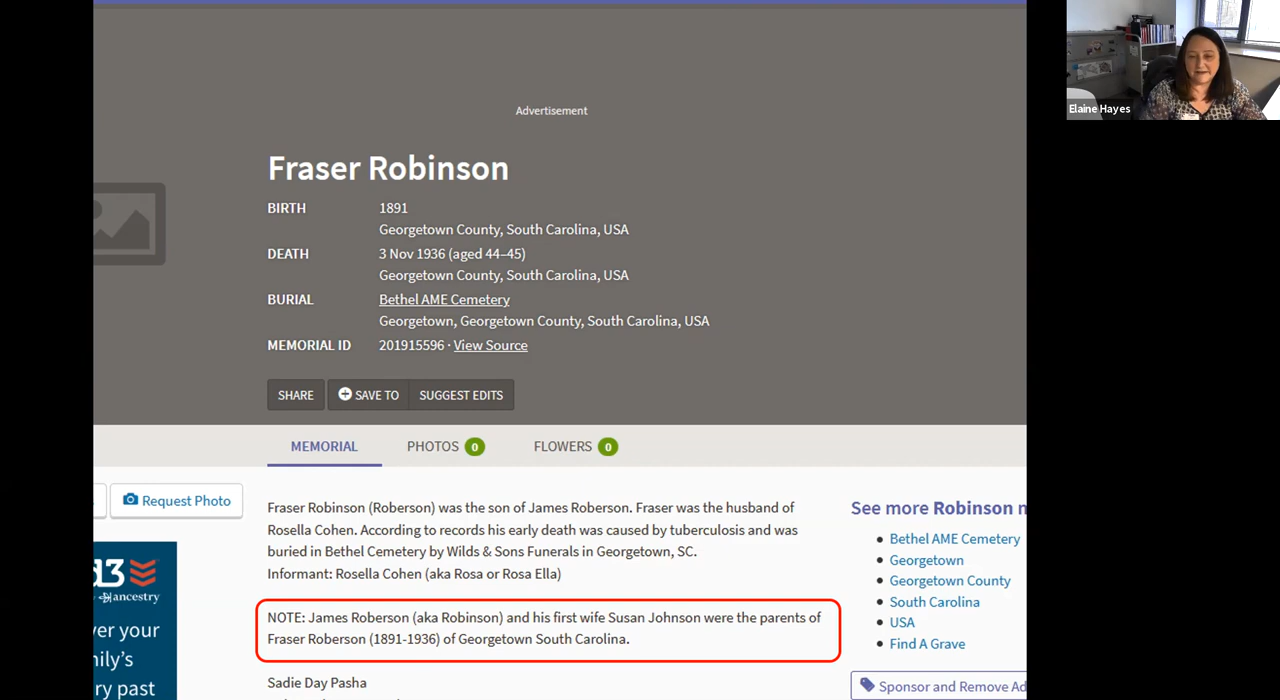 Advertisement
Fraser Robinson
BIRTH 1891
Georgetown County, South Carolina, USA
DEATH 3 Nov 1936 (aged 44–45)
Georgetown County, South Carolina, USA
BURIAL Bethel AME Cemetery
Georgetown, Georgetown County, South Carolina, USA
MEMORIAL ID 201915596 · View Source
SHARE SAVE TO SUGGEST EDITS
MEMORIAL PHOTOS 0 FLOWERS 0
Request Photo
Fraser Robinson (Roberson) was the son of James Roberson. Fraser was the husband of
Rosella Cohen. According to records his early death was caused by tuberculosis and was
buried in Bethel Cemetery by Wilds & Sons Funerals in Georgetown, SC.
Informant: Rosella Cohen (aka Rosa or Rosa Ella)
NOTE: James Roberson (aka Robinson) and his first wife Susan Johnson were the parents of
Fraser Roberson (1891-1936) of Georgetown South Carolina.
Sadie Day Pasha
See more Robinson
Bethel AME Cemetery
Georgetown
Georgetown County
South Carolina
USA
Find A Grave
Sponsor and Remove Ad
d3
ancestry
er your
ily's
ry past
Elaine Hayes